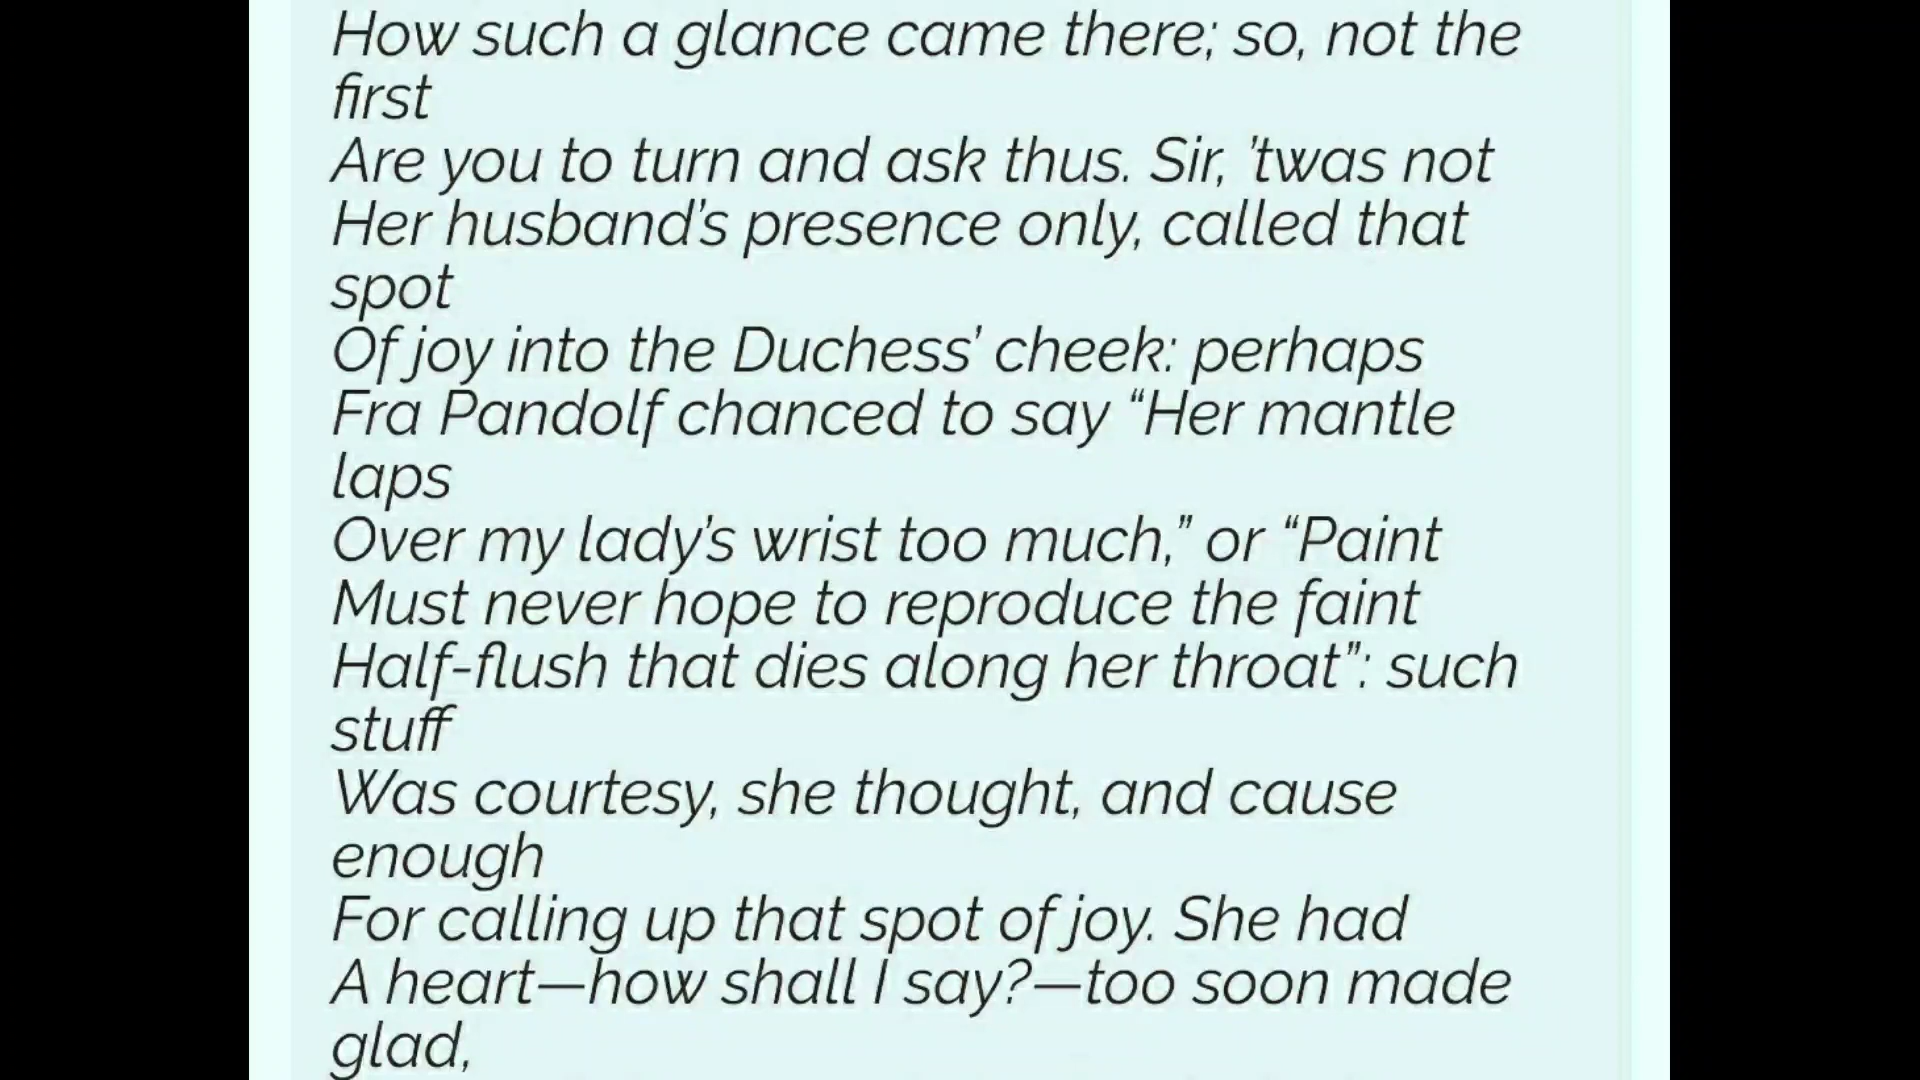 How such a glance came there; so, not the
first
Are you to turn and ask thus. Sir, ’twas not
Her husband’s presence only, called that
spot
Of joy into the Duchess’ cheek: perhaps
Fra Pandolf chanced to say “Her mantle
laps
Over my lady’s wrist too much,” or “Paint
Must never hope to reproduce the faint
Half-flush that dies along her throat”: such
stuff
Was courtesy, she thought, and cause
enough
For calling up that spot of joy. She had
A heart—how shall I say?—too soon made
glad,